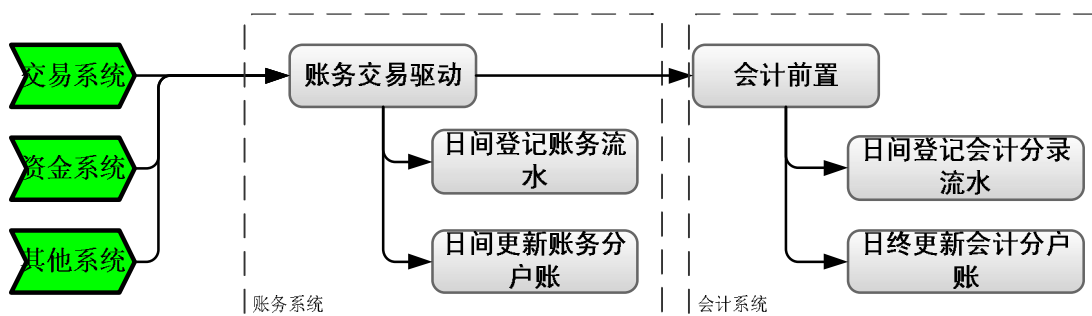 交易系统
资金系统
其他系统
账务交易驱动
日间登记账务流
水
日间更新账务分
户账
账务系统
会计前置
日间登记会计分录
流水
日终更新会计分户
账
会计系统